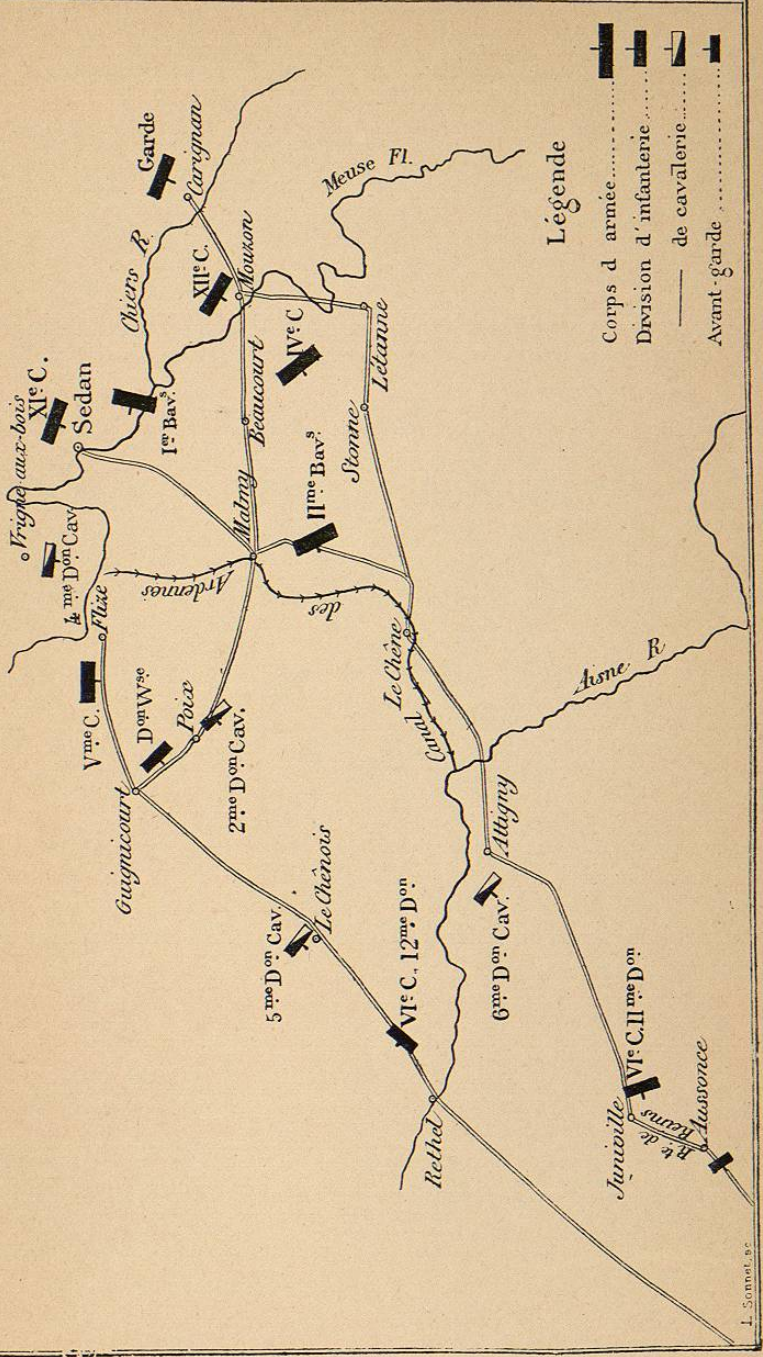 Vrigne-aux-bois
XIe C.
Sedan
4me Don Cav.
Flize
Vme C.
Guignicourt
Don Wse
Poix
2me Don Cav.
Ier Bavs
Chiers R.
Garde
Carignan
XIIe C.
Mouzon
Meuse Fl.
Beaucourt
IVe C
Létanne
Stonne
Malmy
IIme Bavs
Canal
des
Ardennes
Le Chêne
Aisne R
Attigny
6me Don Cav.
5me Don Cav.
Le Chênois
VIe C. 12me Don
Rethel
VIe C. IIme Don
Juniville
Rte de
Reims
Aussonce
Légende
Corps d armée
Division d'infanterie
— de cavalerie
Avant-garde
L. Sonnet, sc